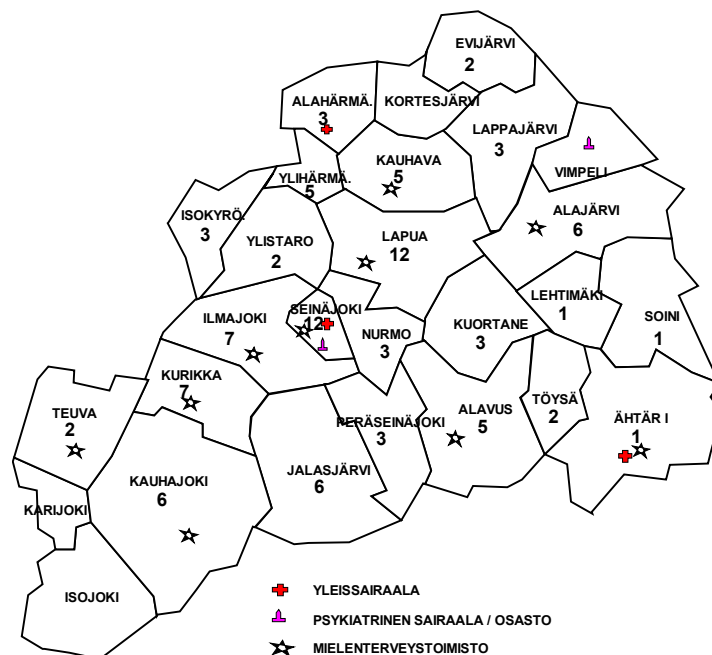 EVIJÄRVI
2
ALAHÄRMÄ.
3
KORTESJÄRVI
LAPPAJÄRVI
3
VIMPELI
KAUHAVA
5
YLIHÄRMÄ.
5
ISOKYRÖ.
3
YLISTARO
2
LAPUA
12
ALAJÄRVI
6
LEHTIMÄKI
1
SOINI
1
SEINÄJOKI
12
ILMAJOKI
7
NURMO
3
KUORTANE
3
KURIKKA
7
TEUVA
2
PERÄSEINÄJOKI
3
ALAVUS
5
TÖYSÄ
2
ÄHTÄR I
1
JALASJÄRVI
6
KAUHAJOKI
6
KARIJOKI
ISOJOKI
YLEISSAIRAALA
PSYKIATRINEN SAIRAALA / OSASTO
MIELENTERVEYSTOIMISTO